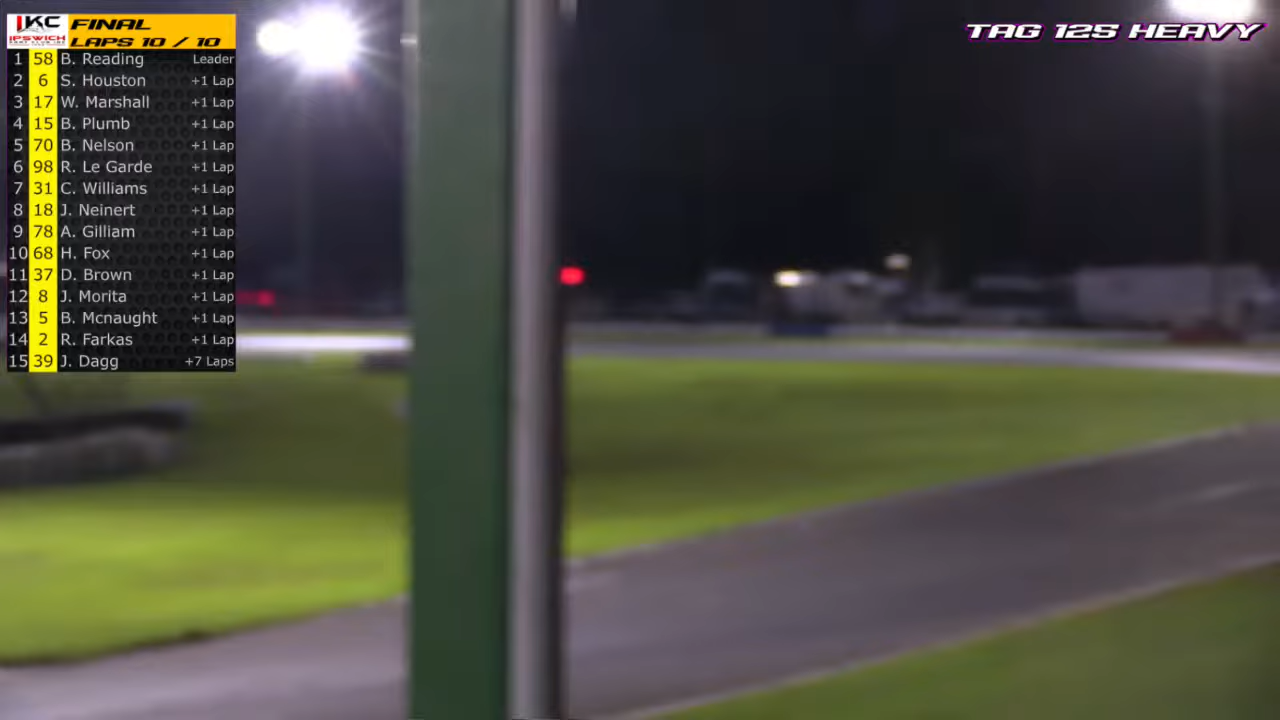 IKC
IPSWICH
FINAL
LAPS 10 / 10
1 58 B. Reading Leader
2 6 S. Houston +1 Lap
3 17 W. Marshall +1 Lap
4 15 B. Plumb +1 Lap
5 70 B. Nelson +1 Lap
6 98 R. Le Garde +1 Lap
7 31 C. Williams +1 Lap
8 18 J. Neinert +1 Lap
9 78 A. Gilliam +1 Lap
10 68 H. Fox +1 Lap
11 37 D. Brown +1 Lap
12 8 J. Morita +1 Lap
13 5 B. Mcnaught +1 Lap
14 2 R. Farkas +1 Lap
15 39 J. Dagg +7 Laps
TAG 125 HEAVY